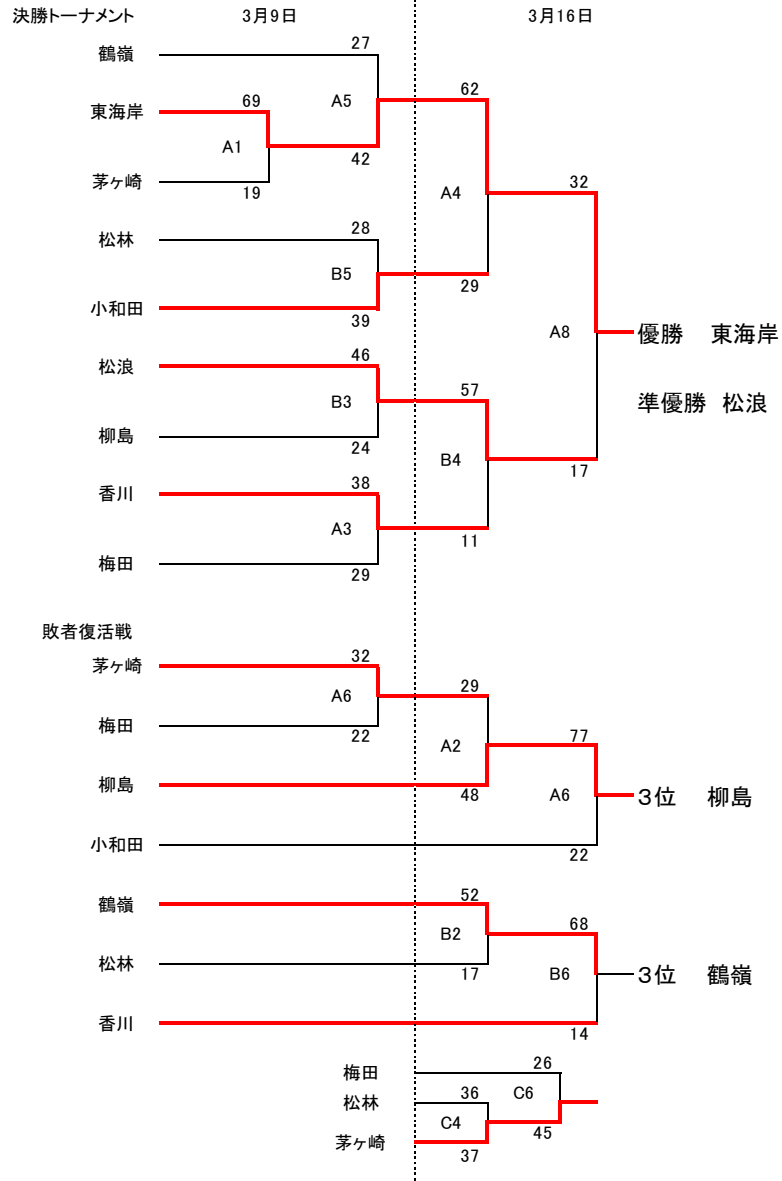 決勝トーナメント 3月9日 3月16日
鶴嶺 27
62
東海岸 69 A5
A1 42
茅ヶ崎 19 A4 32
松林 28
B5 29
小和田 39
A8 優勝 東海岸
松浪 46
B3 57 準優勝 松浪
柳島 24
B4 17
香川 38
A3 11
梅田 29
敗者復活戦
茅ヶ崎 32
A6 29
梅田 22
A2 77
柳島 48 A6 3位 柳島
小和田 22
鶴嶺 52
B2 68
松林 17 B6 3位 鶴嶺
香川 14
梅田 26
松林 36 C6
C4 45
茅ヶ崎 37